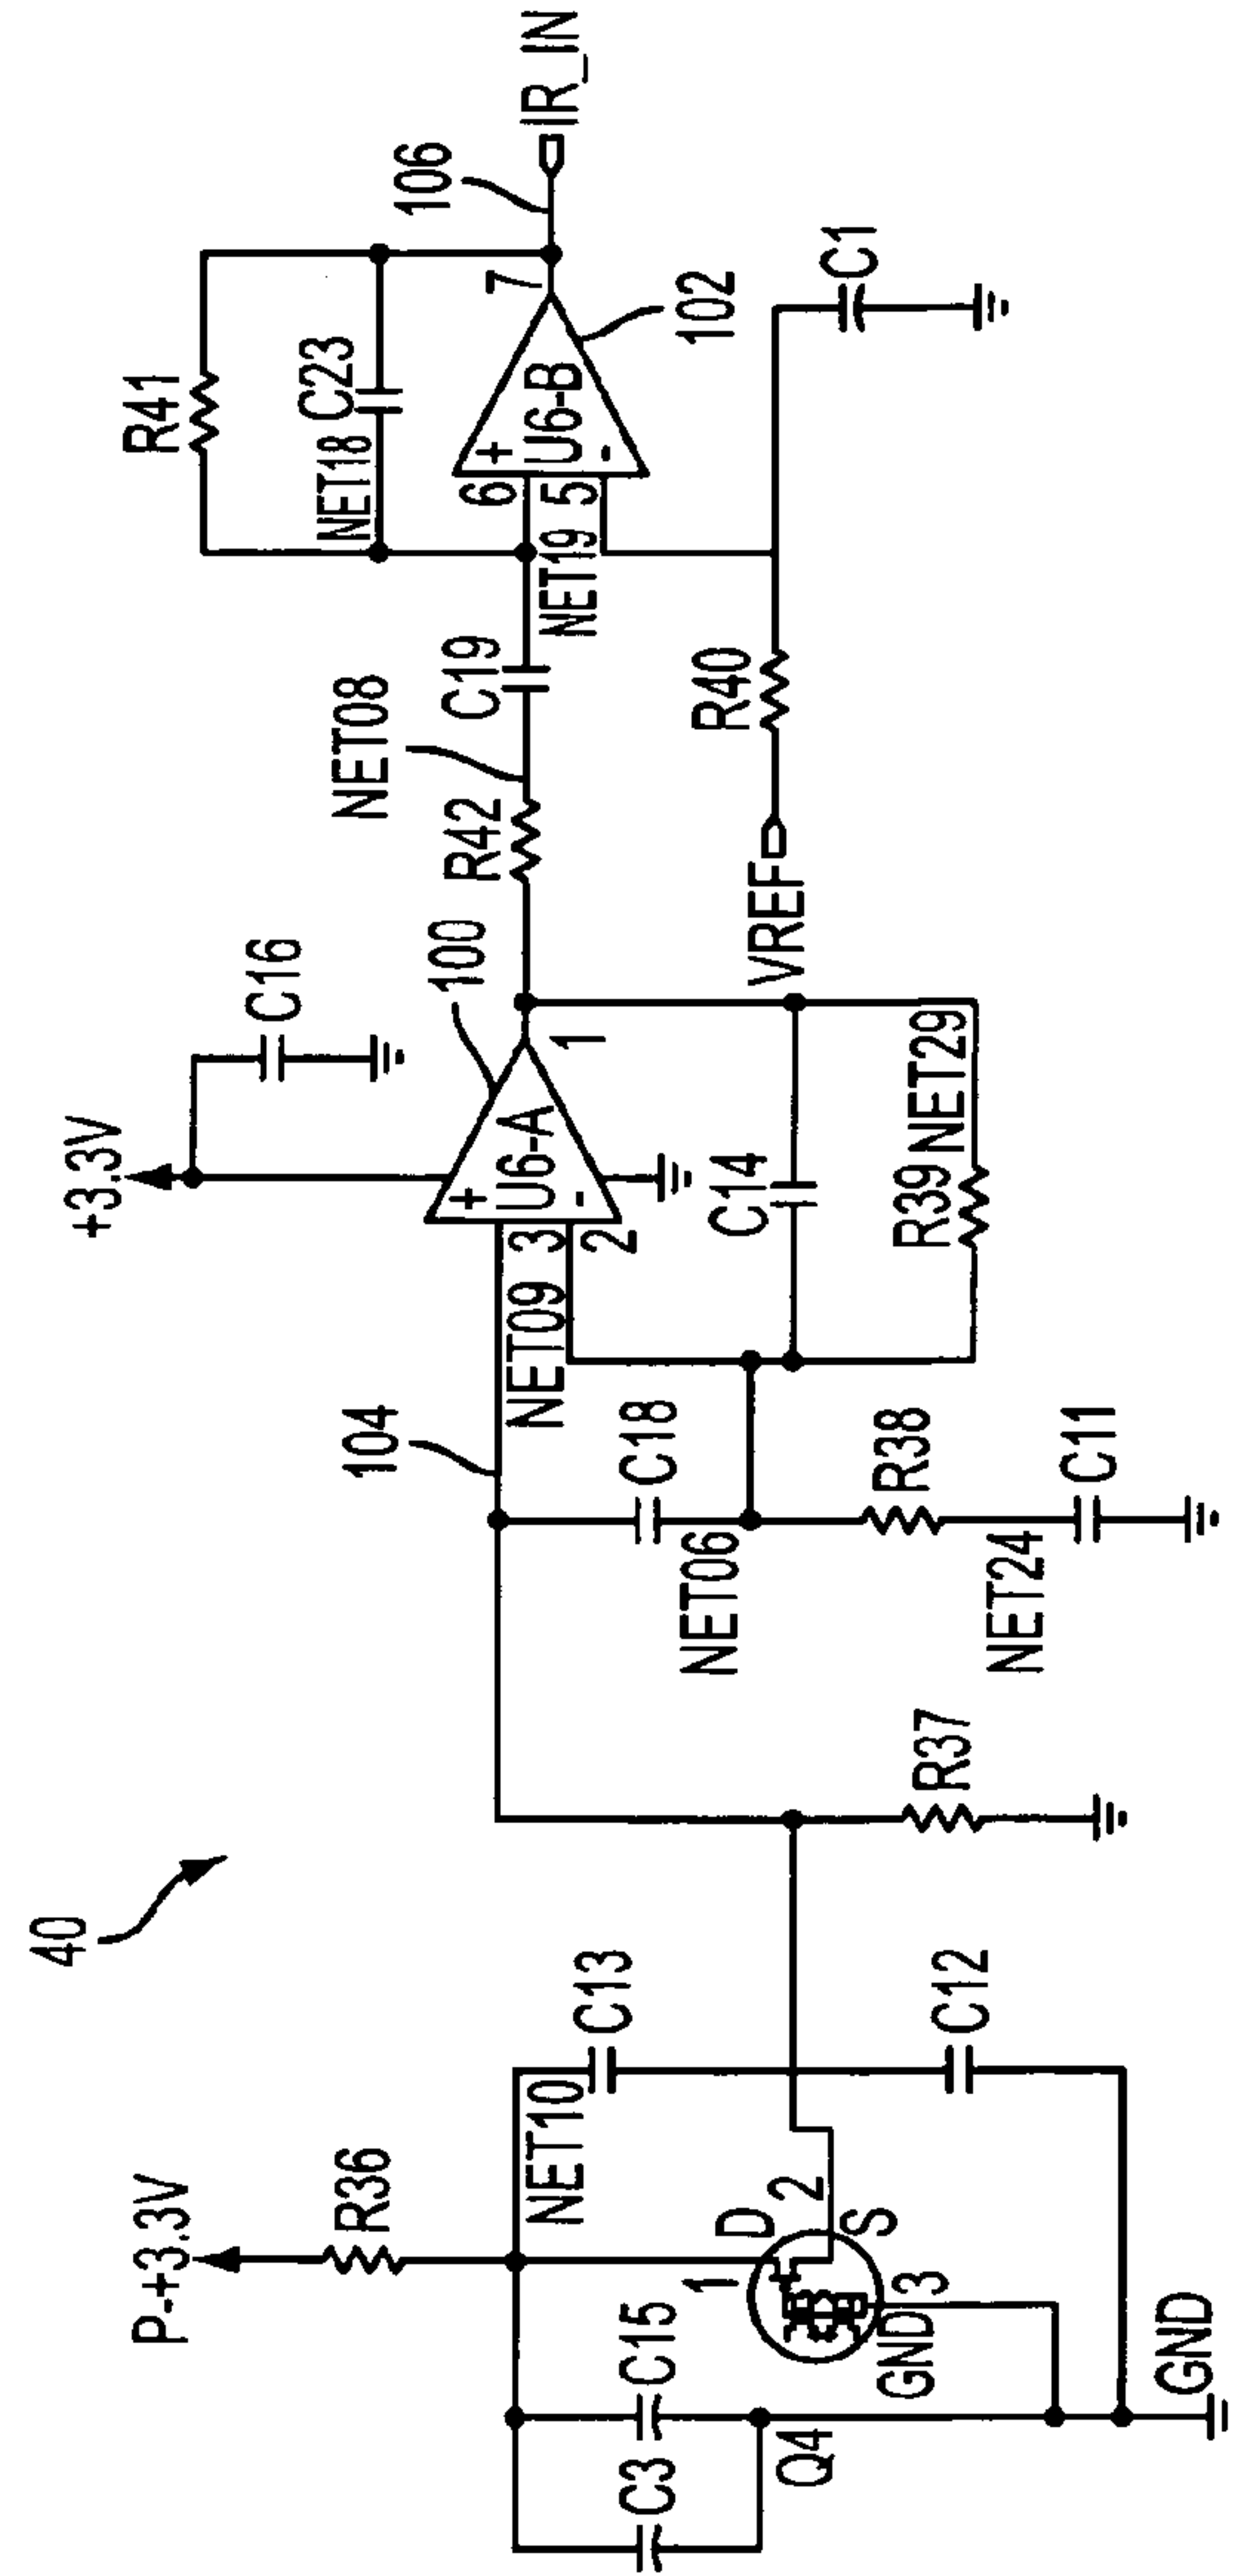 40
P-+3.3V
R36
NET10
C13
C3
C15
1
D
2
S
GND
3
Q4
C12
GND
R37
104
NET09
C18
NET06
R38
NET24
C11
+3.3V
C16
100
3
2
+
U6-A
-
1
C14
R39
NET29
NET08
R42
C19
VREF
R40
NET19
R41
C23
NET18
6
5
+
U6-B
-
7
102
C1
106
IR_IN